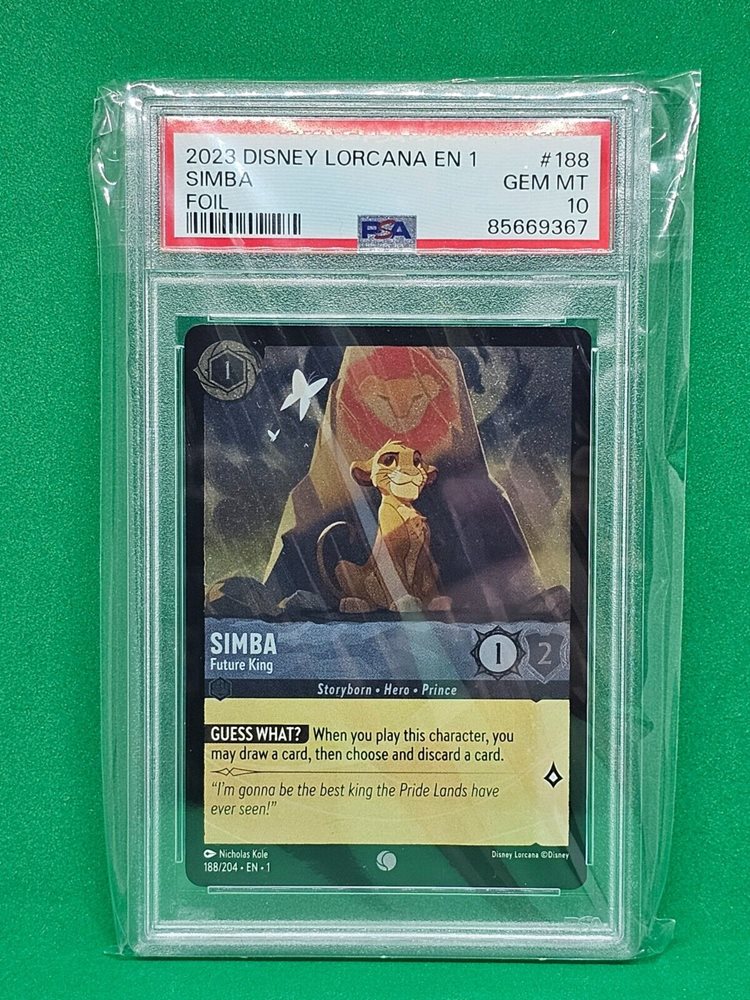 2023 DISNEY LORCANA EN 1 #188
SIMBA GEM MT
FOIL 10
PSA 85669367
1
SIMBA
Future King
1 2
Storyborn • Hero • Prince
GUESS WHAT? When you play this character, you
may draw a card, then choose and discard a card.
“I’m gonna be the best king the Pride Lands have
ever seen!”
Nicholas Kole
Disney Lorcana ©Disney
188/204 • EN • 1